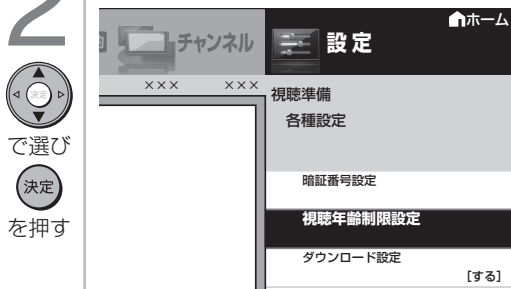 2
決定
で選び
決定
を押す
チャンネル
設定
ホーム
××× ×××
視聴準備
各種設定
暗証番号設定
視聴年齢制限設定
ダウンロード設定
[する]